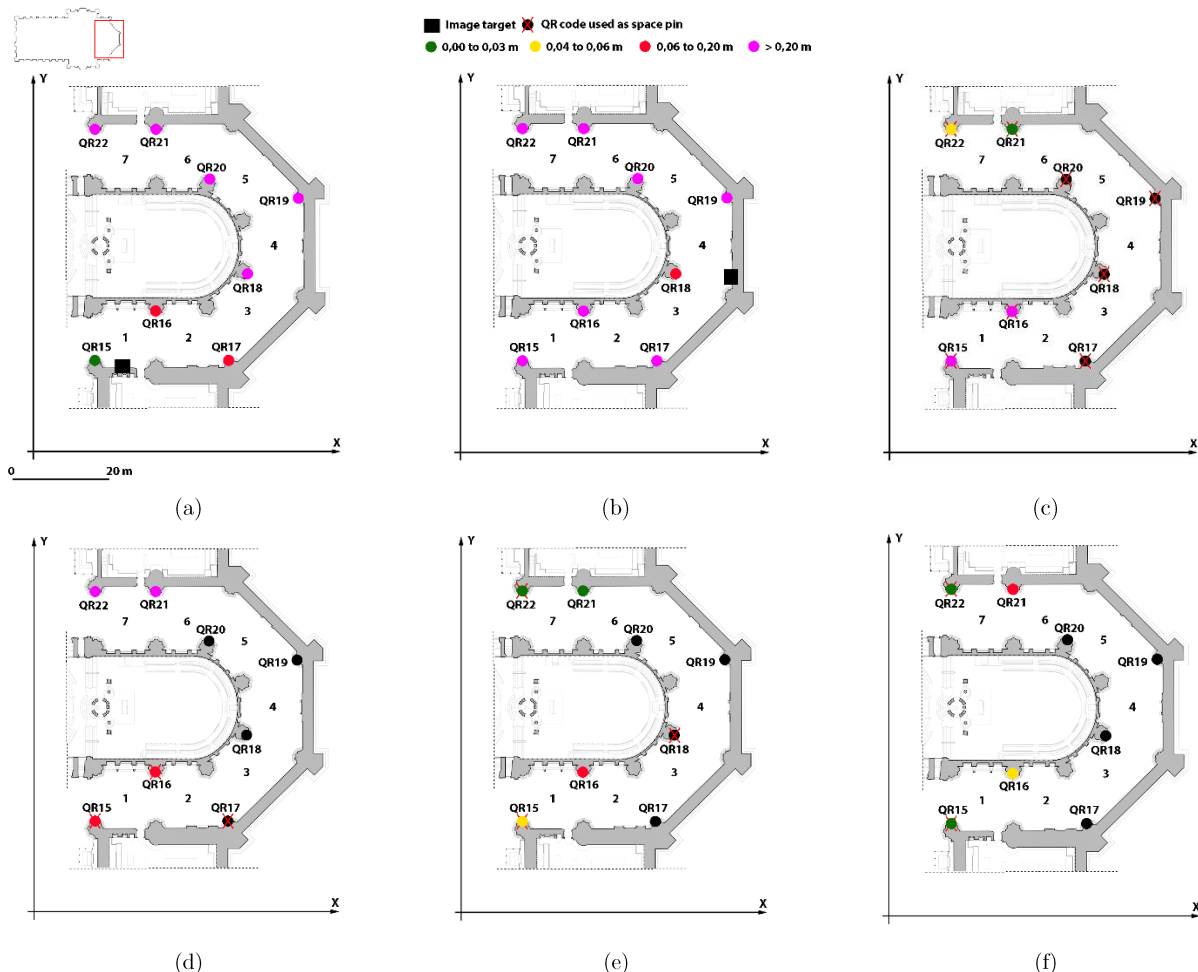 Image target QR code used as space pin
0,00 to 0,03 m 0,04 to 0,06 m 0,06 to 0,20 m > 0,20 m
Y
QR22 QR21
7 6
QR20
5
QR19
4
QR18
3
QR16
1 2
QR15 QR17
X
0 20 m
(a)
Y
QR22 QR21
7 6
QR20
5
QR19
4
QR18
3
QR16
1 2
QR15 QR17
X
(b)
Y
QR22 QR21
7 6
QR20
5
QR19
4
QR18
3
QR16
1 2
QR15 QR17
X
(c)
Y
QR22 QR21
7 6
QR20
5
QR19
4
QR18
3
QR16
1 2
QR15 QR17
X
(d)
Y
QR22 QR21
7 6
QR20
5
QR19
4
QR18
3
QR16
1 2
QR15 QR17
X
(e)
Y
QR22 QR21
7 6
QR20
5
QR19
4
QR18
3
QR16
1 2
QR15 QR17
X
(f)